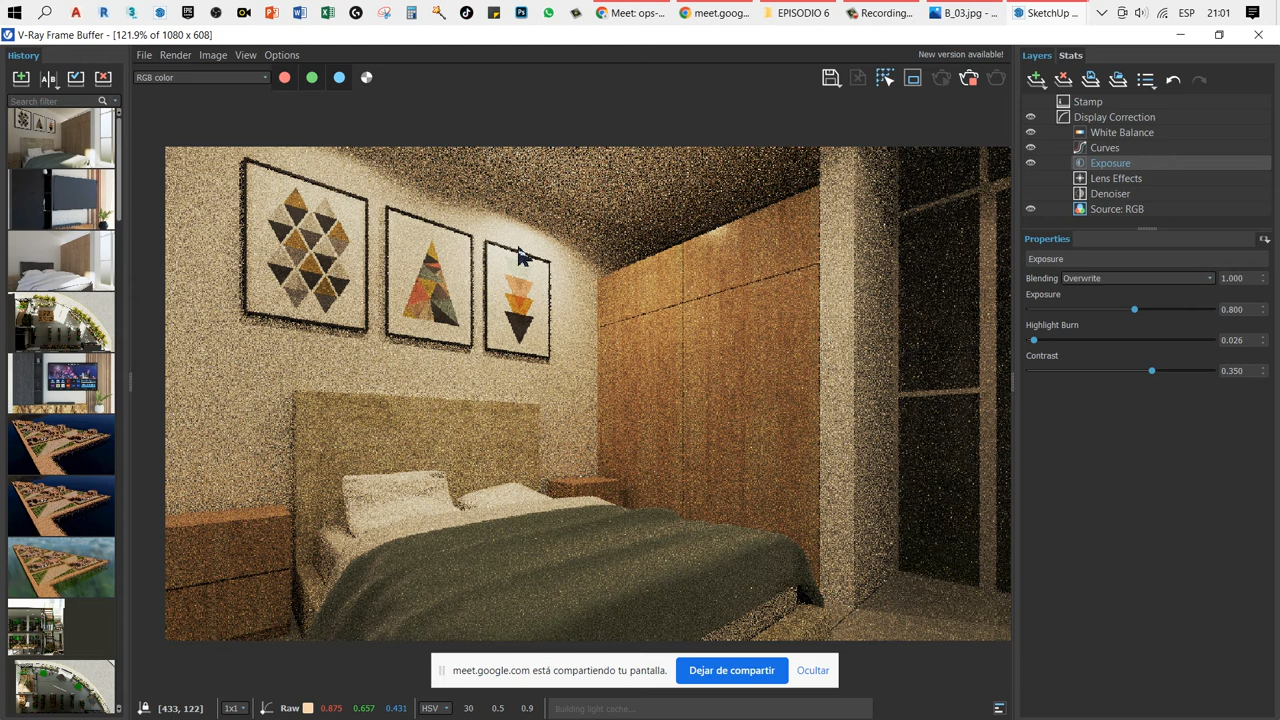 Meet: ops-...
meet.goog...
EPISODIO 6
Recording...
B_03.jpg - ...
SketchUp ...
ESP
21:01
V-Ray Frame Buffer - [121.9% of 1080 x 608]
History
File
Render
Image
View
Options
New version available!
Layers
Stats
RGB color
Search filter
Stamp
Display Correction
White Balance
Curves
Exposure
Lens Effects
Denoiser
Source: RGB
Properties
Exposure
Blending
Overwrite
1.000
Exposure
0.800
Highlight Burn
0.026
Contrast
0.350
meet.google.com está compartiendo tu pantalla.
Dejar de compartir
Ocultar
[433, 122]
1x1
Raw
0.875
0.657
0.431
HSV
30
0.5
0.9
Building light cache...